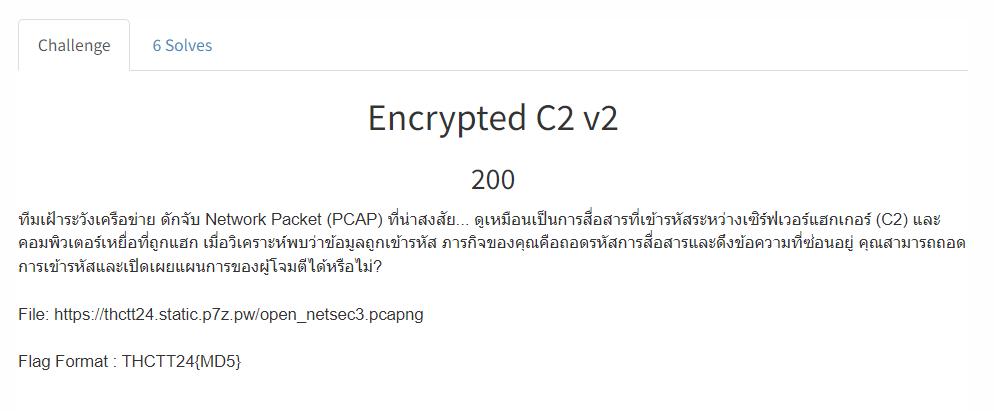 Challenge
6 Solves
Encrypted C2 v2
200
ทีมเฝ้าระวังเครือข่าย ดักจับ Network Packet (PCAP) ที่น่าสงสัย... ดูเหมือนเป็นการสื่อสารที่เข้ารหัสระหว่างเซิร์ฟเวอร์แฮกเกอร์ (C2) และ
คอมพิวเตอร์เหยื่อที่ถูกแฮก เมื่อวิเคราะห์พบว่าข้อมูลถูกเข้ารหัส ภารกิจของคุณคือถอดรหัสการสื่อสารและดึงข้อความที่ซ่อนอยู่ คุณสามารถถอด
การเข้ารหัสและเปิดเผยแผนการของผู้โจมตีได้หรือไม่?
File: https://thctt24.static.p7z.pw/open_netsec3.pcapng
Flag Format : THCTT24{MD5}